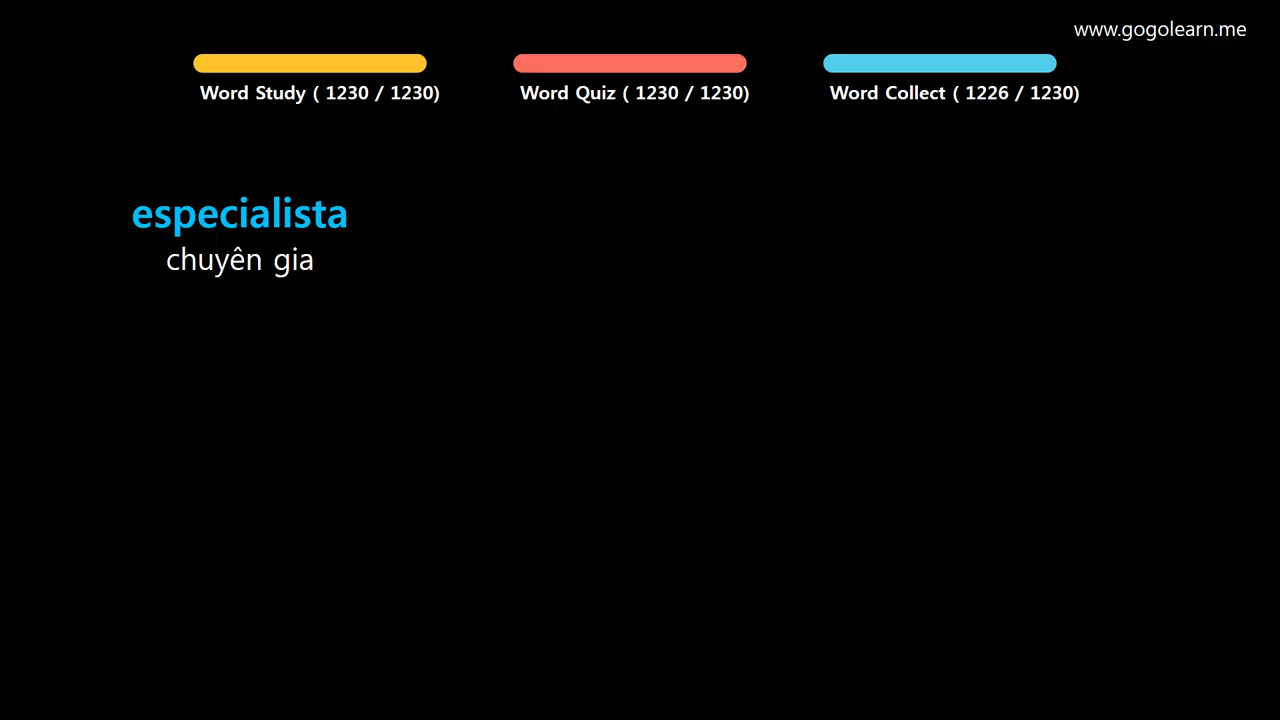 www.gogolearn.me
Word Study ( 1230 / 1230)
Word Quiz ( 1230 / 1230)
Word Collect ( 1226 / 1230)
especialista
chuyên gia